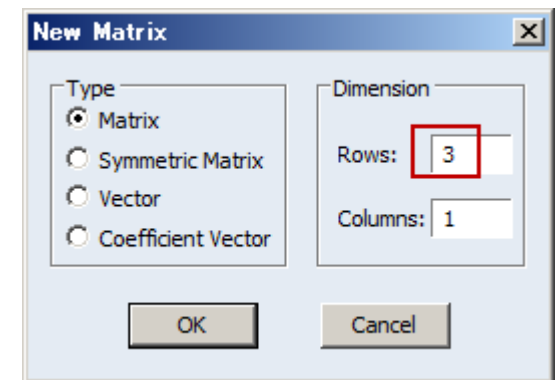 New Matrix
Type
Matrix
Symmetric Matrix
Vector
Coefficient Vector
Dimension
Rows: 3
Columns: 1
OK
Cancel